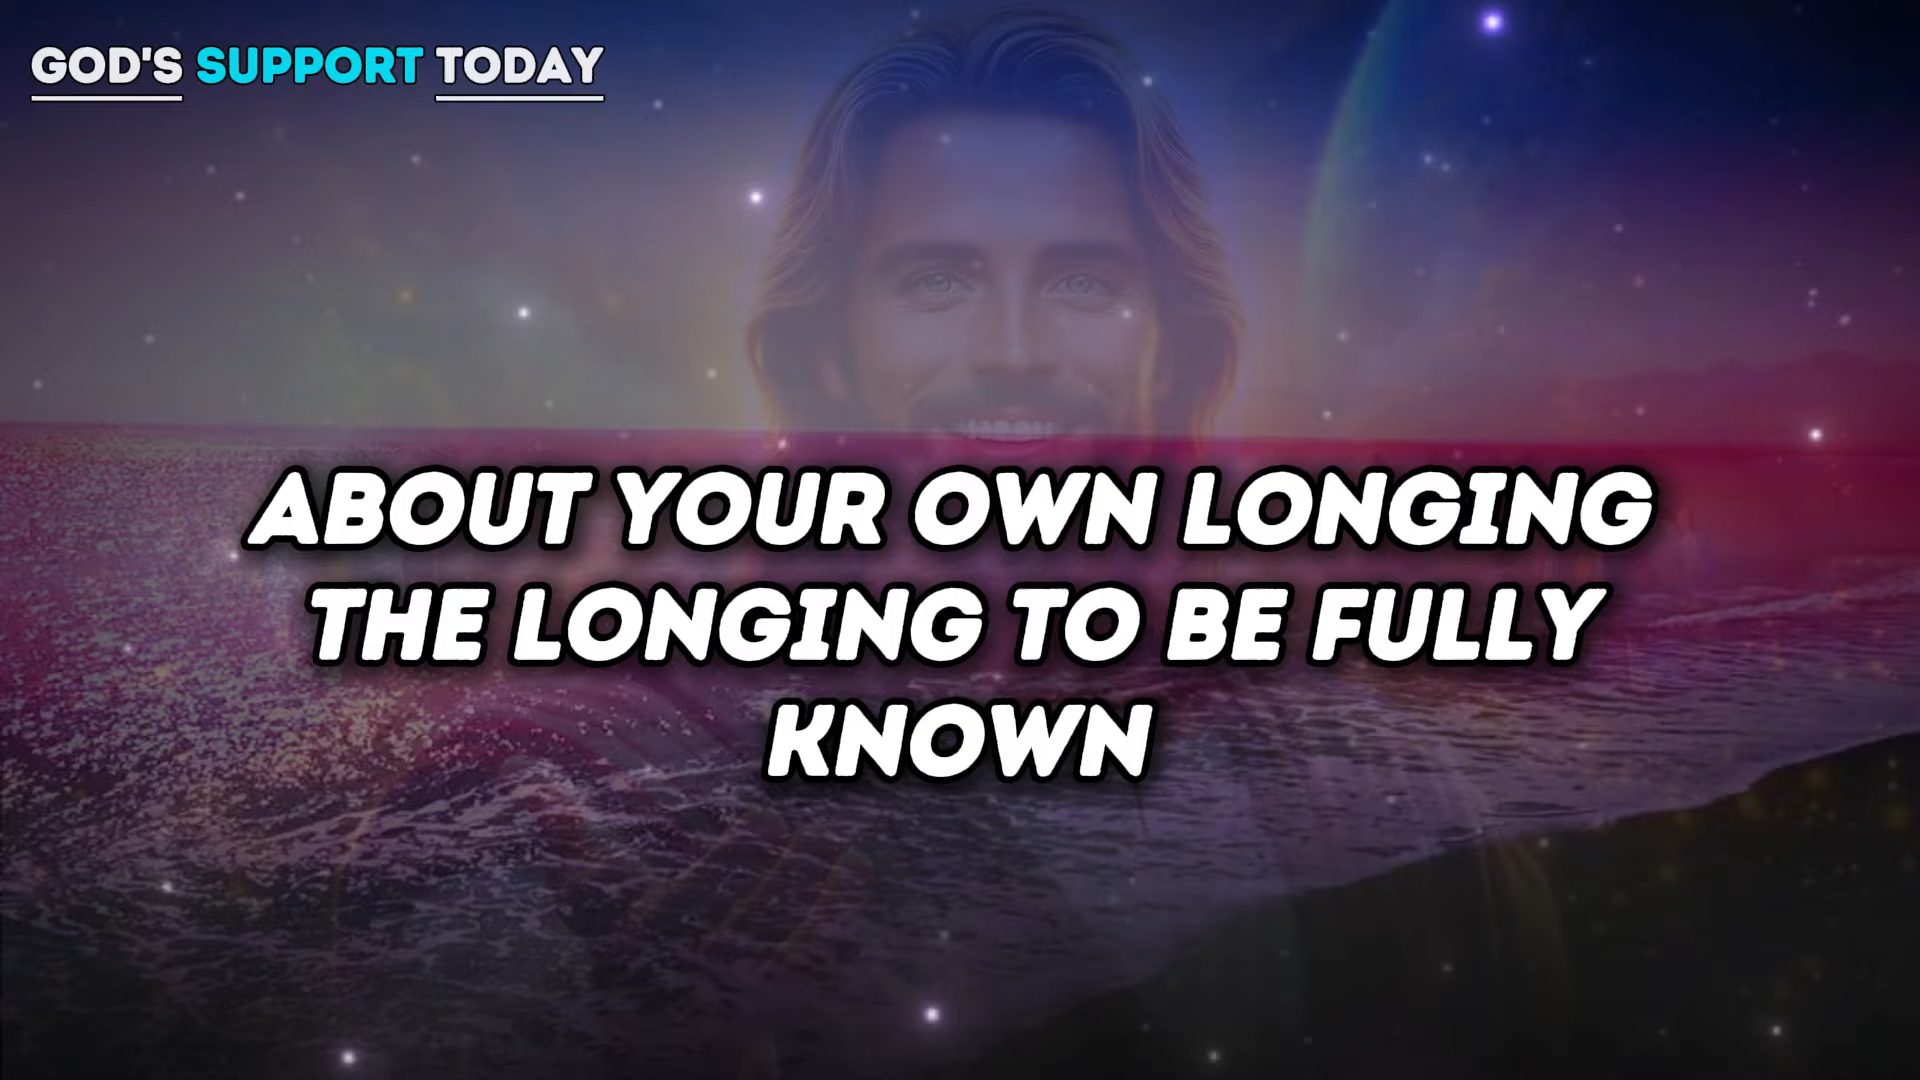 GOD'S SUPPORT TODAY
ABOUT YOUR OWN LONGING
THE LONGING TO BE FULLY
KNOWN